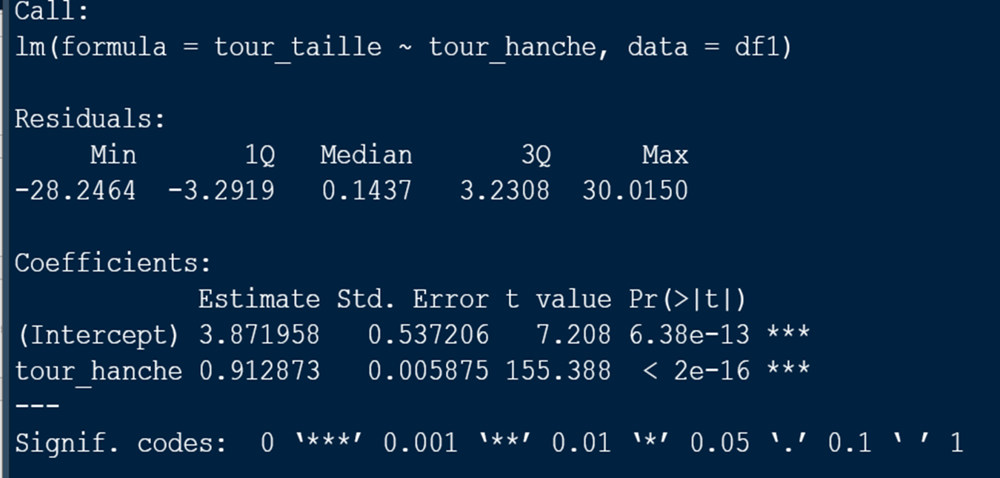 Call:
lm(formula = tour_taille ~ tour_hanche, data = df1)
Residuals:
     Min       1Q   Median       3Q      Max
-28.2464  -3.2919   0.1437   3.2308  30.0150
Coefficients:
            Estimate Std. Error t value Pr(>|t|)
(Intercept) 3.871958   0.537206   7.208 6.38e-13 ***
tour_hanche 0.912873   0.005875 155.388  < 2e-16 ***
---
Signif. codes:  0 ‘***’ 0.001 ‘**’ 0.01 ‘*’ 0.05 ‘.’ 0.1 ‘ ’ 1